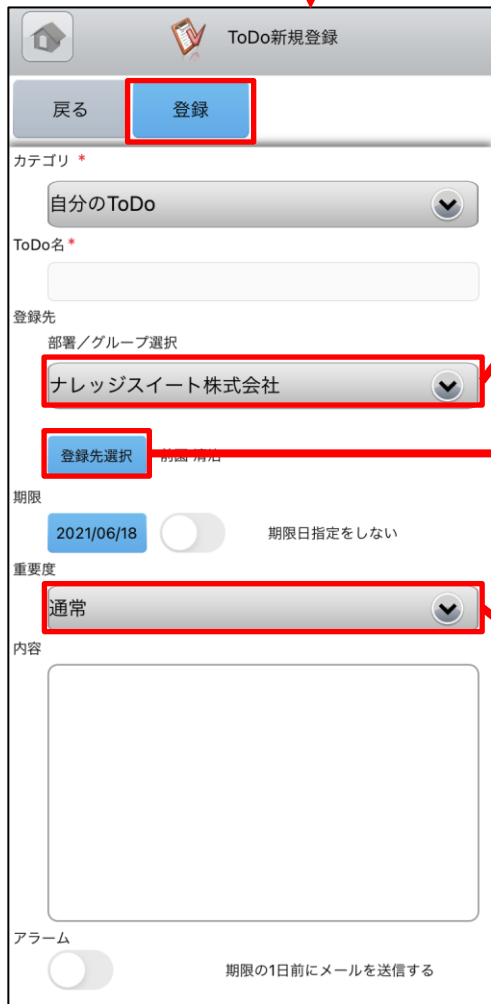 ToDo新規登録
戻る
登録
カテゴリ *
自分のToDo
ToDo名 *
登録先
部署／グループ選択
ナレッジスイート株式会社
登録先選択
期限
2021/06/18
期限日指定をしない
重要度
通常
内容
アラーム
期限の1日前にメールを送信する